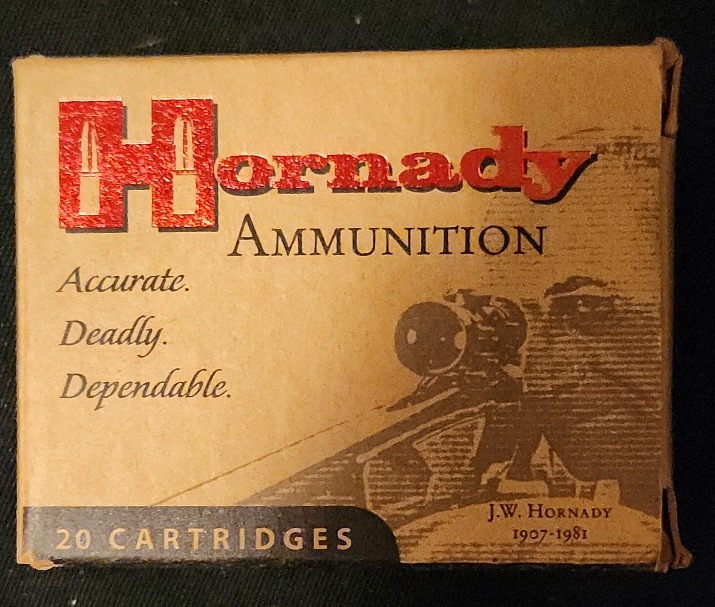 Hornady
AMMUNITION
Accurate.
Deadly.
Dependable.
20 CARTRIDGES
J.W. HORNADY
1907-1981